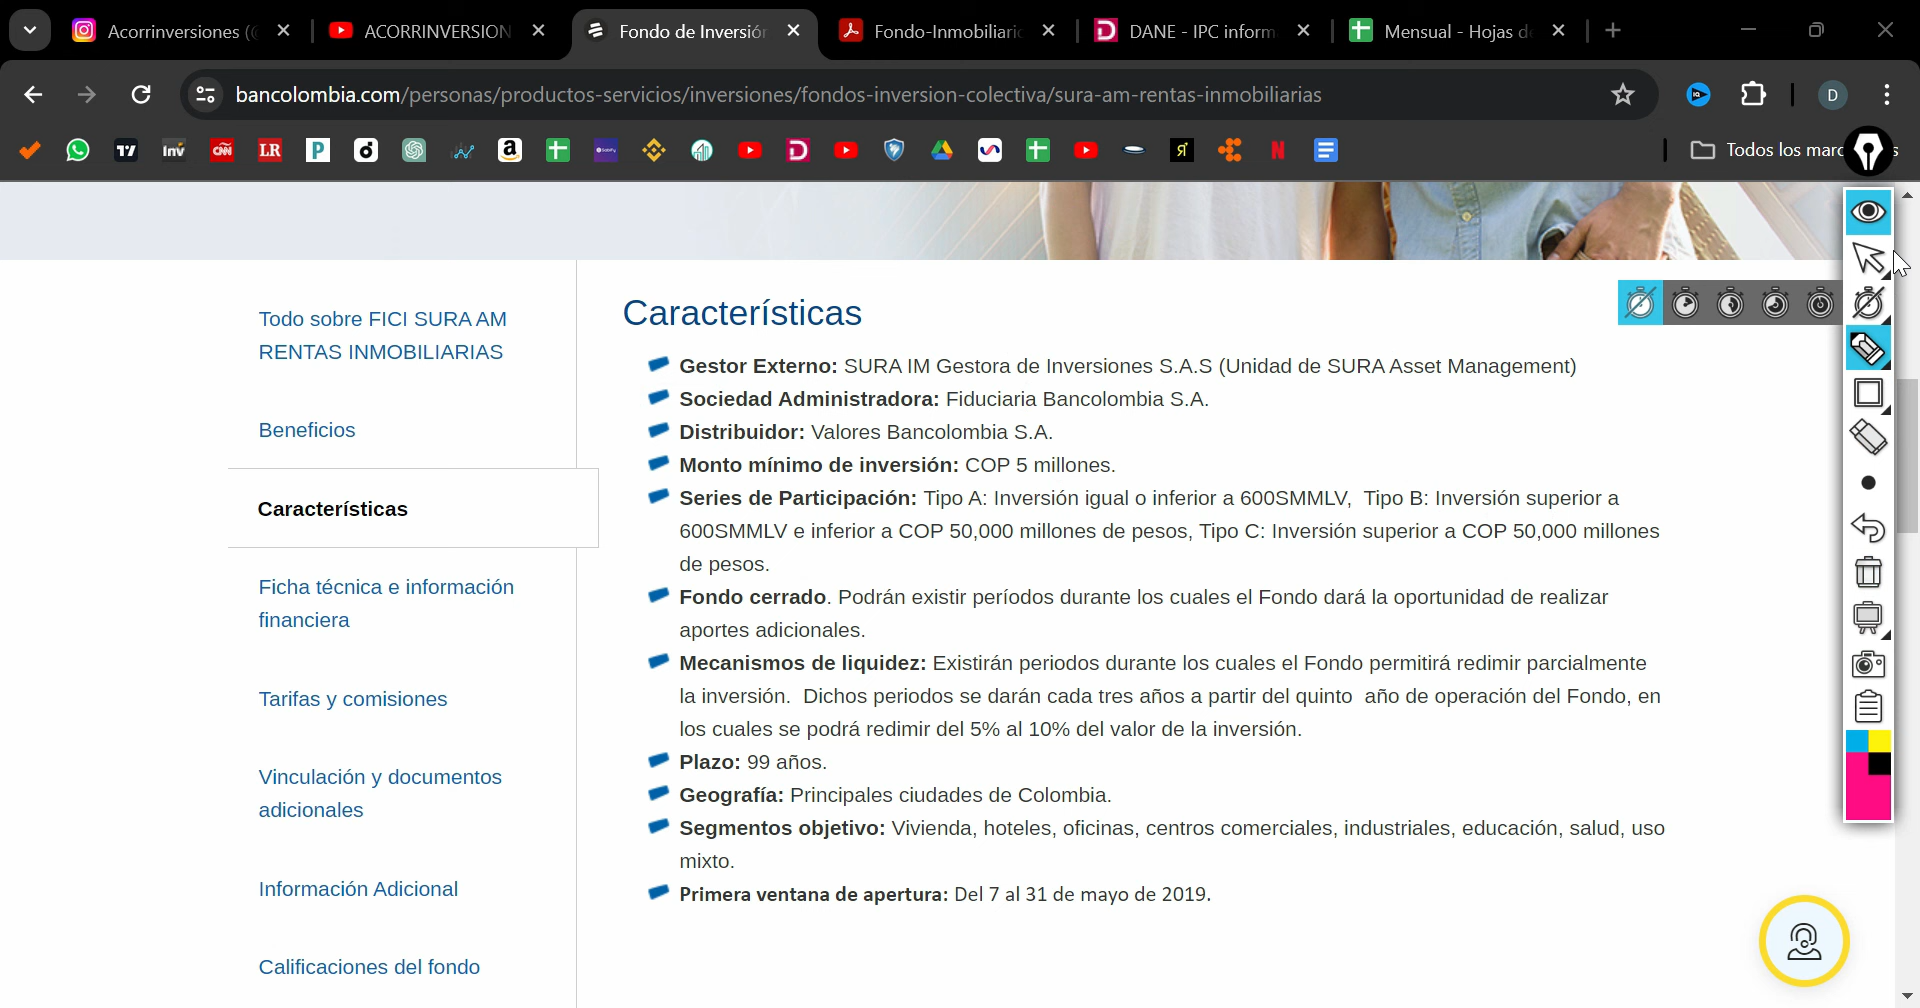 Acorrinversiones (@
ACORRINVERSION
Fondo de Inversión
Fondo-Inmobiliario
DANE - IPC inform
Mensual - Hojas de
bancolombia.com/personas/productos-servicios/inversiones/fondos-inversion-colectiva/sura-am-rentas-inmobiliarias
D
Inv
CNN
LR
Todos los marc
s
Todo sobre FICI SURA AM
RENTAS INMOBILIARIAS
Beneficios
Características
Ficha técnica e información
financiera
Tarifas y comisiones
Vinculación y documentos
adicionales
Información Adicional
Calificaciones del fondo
Características
Gestor Externo: SURA IM Gestora de Inversiones S.A.S (Unidad de SURA Asset Management)
Sociedad Administradora: Fiduciaria Bancolombia S.A.
Distribuidor: Valores Bancolombia S.A.
Monto mínimo de inversión: COP 5 millones.
Series de Participación: Tipo A: Inversión igual o inferior a 600SMMLV, Tipo B: Inversión superior a
600SMMLV e inferior a COP 50,000 millones de pesos, Tipo C: Inversión superior a COP 50,000 millones
de pesos.
Fondo cerrado. Podrán existir períodos durante los cuales el Fondo dará la oportunidad de realizar
aportes adicionales.
Mecanismos de liquidez: Existirán periodos durante los cuales el Fondo permitirá redimir parcialmente
la inversión. Dichos periodos se darán cada tres años a partir del quinto año de operación del Fondo, en
los cuales se podrá redimir del 5% al 10% del valor de la inversión.
Plazo: 99 años.
Geografía: Principales ciudades de Colombia.
Segmentos objetivo: Vivienda, hoteles, oficinas, centros comerciales, industriales, educación, salud, uso
mixto.
Primera ventana de apertura: Del 7 al 31 de mayo de 2019.